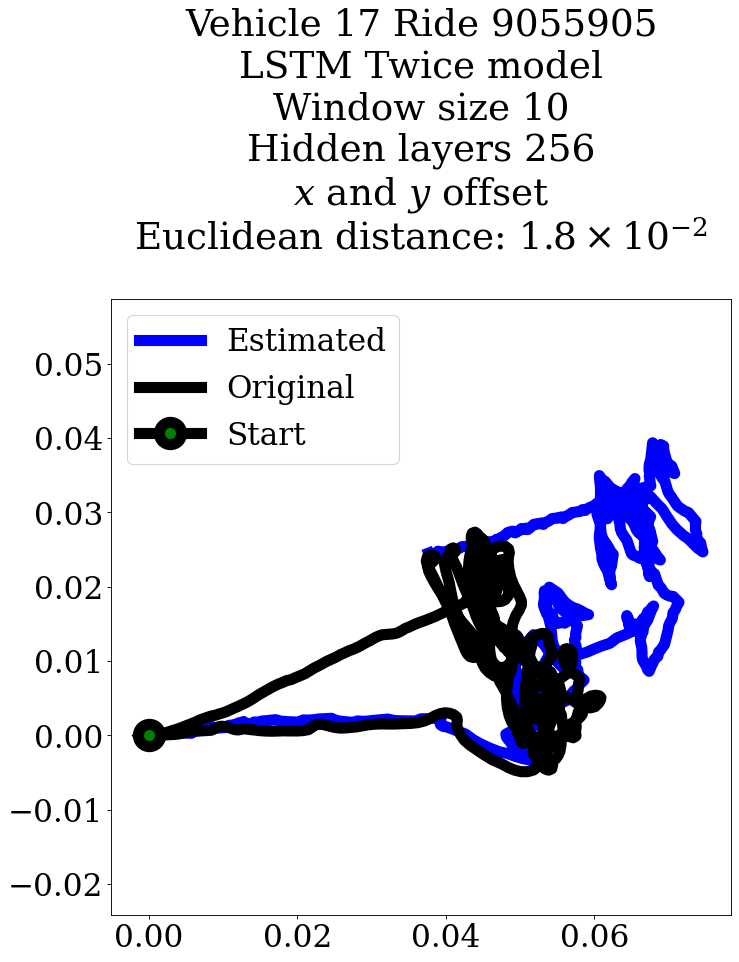 Vehicle 17 Ride 9055905
LSTM Twice model
Window size 10
Hidden layers 256
x and y offset
Euclidean distance: 1.8 × 10⁻²
Estimated
Original
Start
0.05
0.04
0.03
0.02
0.01
0.00
−0.01
−0.02
0.00 0.02 0.04 0.06